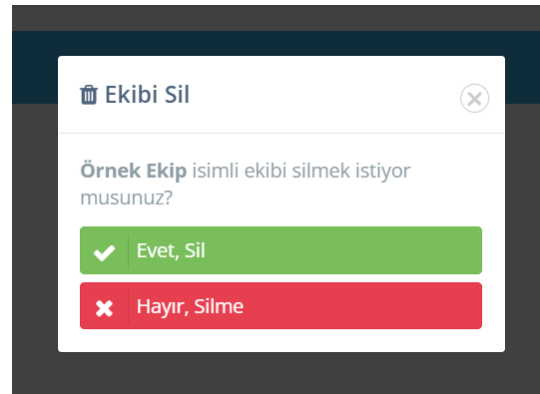 Ekibi Sil
Örnek Ekip isimli ekibi silmek istiyor
musunuz?
Evet, Sil
Hayır, Silme